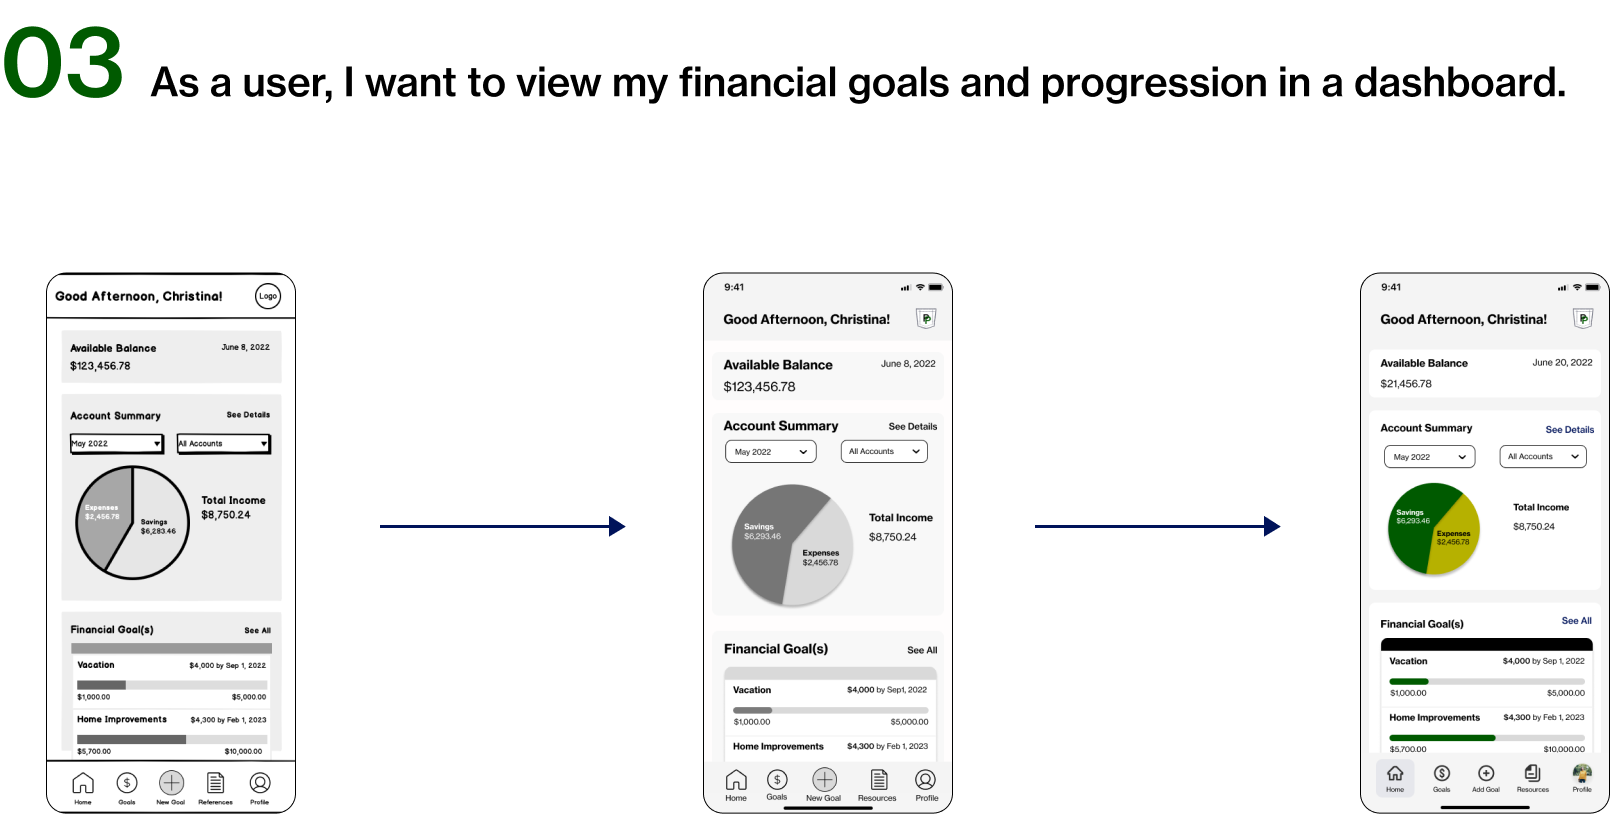 03 As a user, I want to view my financial goals and progression in a dashboard.
Good Afternoon, Christina!
Logo
Available Balance June 8, 2022
$123,456.78
Account Summary See Details
May 2022 All Accounts
Expenses
$2,456.78
Savings
$6,283.46
Total Income
$8,750.24
Financial Goal(s) See All
Vacation $4,000 by Sep 1, 2022
$1,000.00 $5,000.00
Home Improvements $4,300 by Feb 1, 2023
$5,700.00 $10,000.00
Home Goals New Goal References Profile
9:41
Good Afternoon, Christina!
Available Balance June 8, 2022
$123,456.78
Account Summary See Details
May 2022 All Accounts
Savings
$6,293.46
Expenses
$2,456.78
Total Income
$8,750.24
Financial Goal(s) See All
Vacation $4,000 by Sep1, 2022
$1,000.00 $5,000.00
Home Improvements $4,300 by Feb 1, 2023
Home Goals New Goal Resources Profile
9:41
Good Afternoon, Christina!
Available Balance June 20, 2022
$21,456.78
Account Summary See Details
May 2022 All Accounts
Savings
$6,293.46
Expenses
$2,456.78
Total Income
$8,750.24
Financial Goal(s) See All
Vacation $4,000 by Sep 1, 2022
$1,000.00 $5,000.00
Home Improvements $4,300 by Feb 1, 2023
$5,700.00 $10,000.00
Home Goals Add Goal Resources Profile